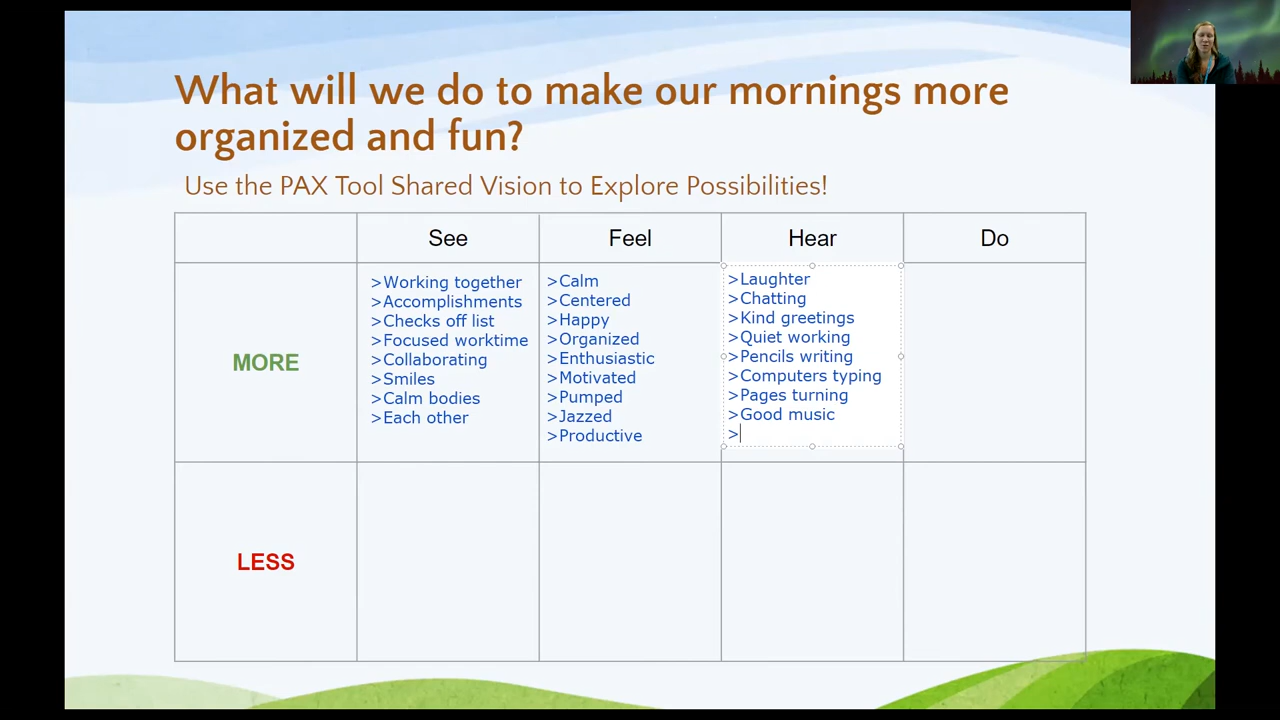 What will we do to make our mornings more
organized and fun?
Use the PAX Tool Shared Vision to Explore Possibilities!
See
Feel
Hear
Do
MORE
>Working together
>Accomplishments
>Checks off list
>Focused worktime
>Collaborating
>Smiles
>Calm bodies
>Each other
>Calm
>Centered
>Happy
>Organized
>Enthusiastic
>Motivated
>Pumped
>Jazzed
>Productive
>Laughter
>Chatting
>Kind greetings
>Quiet working
>Pencils writing
>Computers typing
>Pages turning
>Good music
>
LESS